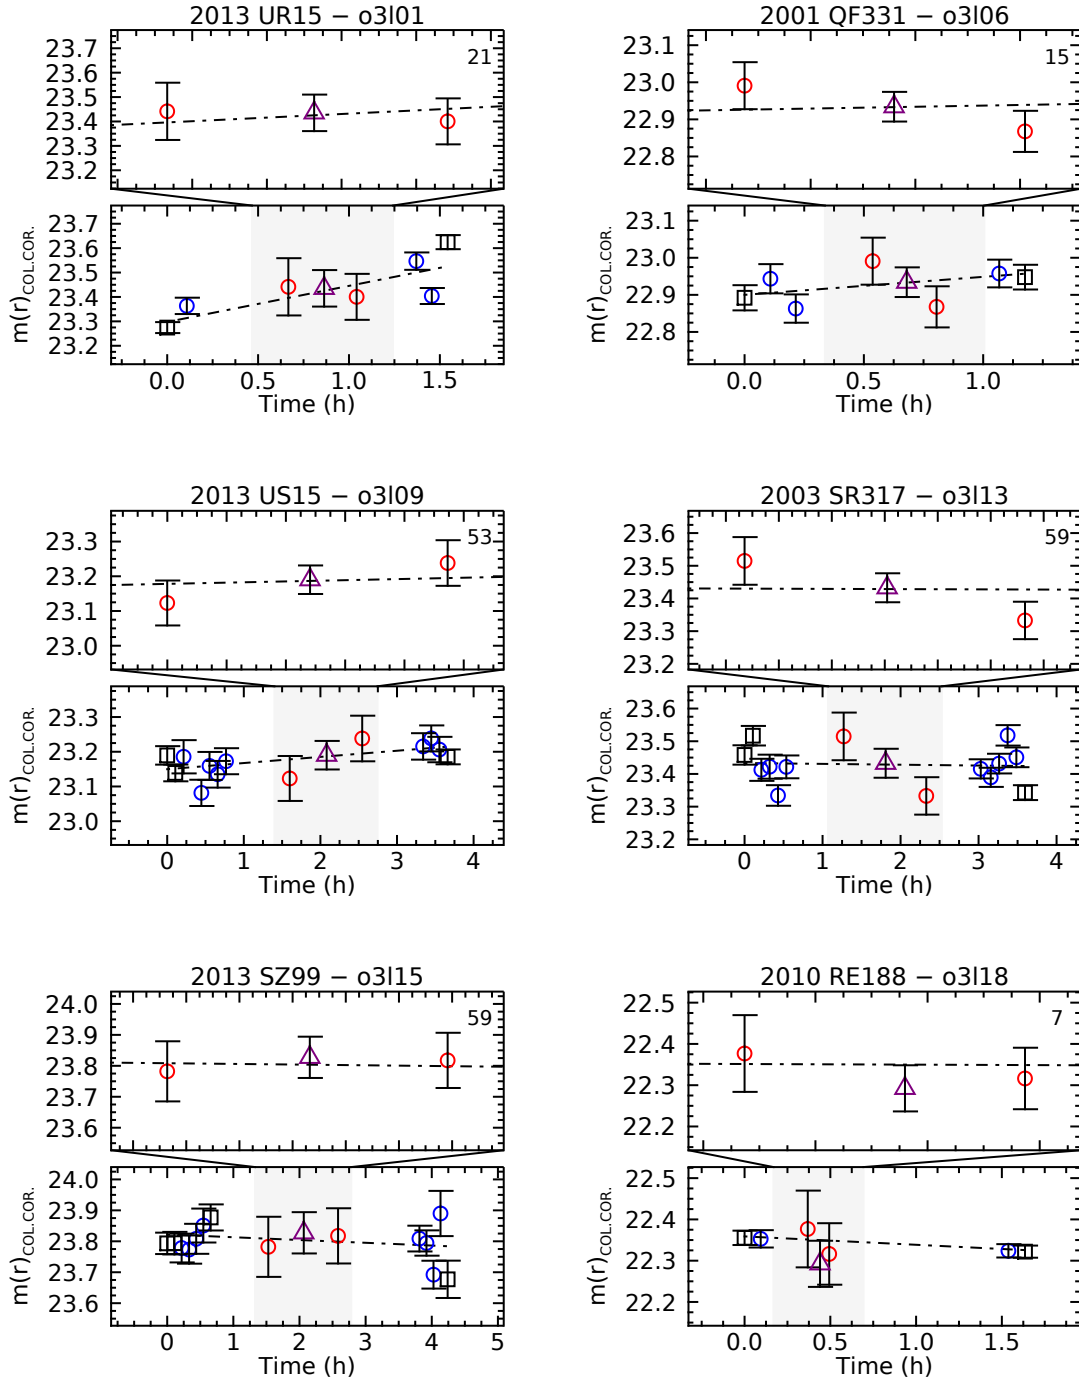 2013 UR15 − o3l01
23.7
23.6
23.5
23.4
23.3
23.2
21
23.7
23.6
23.5
23.4
23.3
23.2
m(r)COL.COR.
0.0 0.5 1.0 1.5
Time (h)
2001 QF331 − o3l06
23.1
23.0
22.9
22.8
15
23.1
23.0
22.9
22.8
m(r)COL.COR.
0.0 0.5 1.0
Time (h)
2013 US15 − o3l09
23.3
23.2
23.1
23.0
53
23.3
23.2
23.1
23.0
m(r)COL.COR.
0 1 2 3 4
Time (h)
2003 SR317 − o3l13
23.6
23.5
23.4
23.3
23.2
59
23.6
23.5
23.4
23.3
23.2
m(r)COL.COR.
0 1 2 3 4
Time (h)
2013 SZ99 − o3l15
24.0
23.9
23.8
23.7
23.6
59
24.0
23.9
23.8
23.7
23.6
m(r)COL.COR.
0 1 2 3 4 5
Time (h)
2010 RE188 − o3l18
22.5
22.4
22.3
22.2
7
22.5
22.4
22.3
22.2
m(r)COL.COR.
0.0 0.5 1.0 1.5
Time (h)